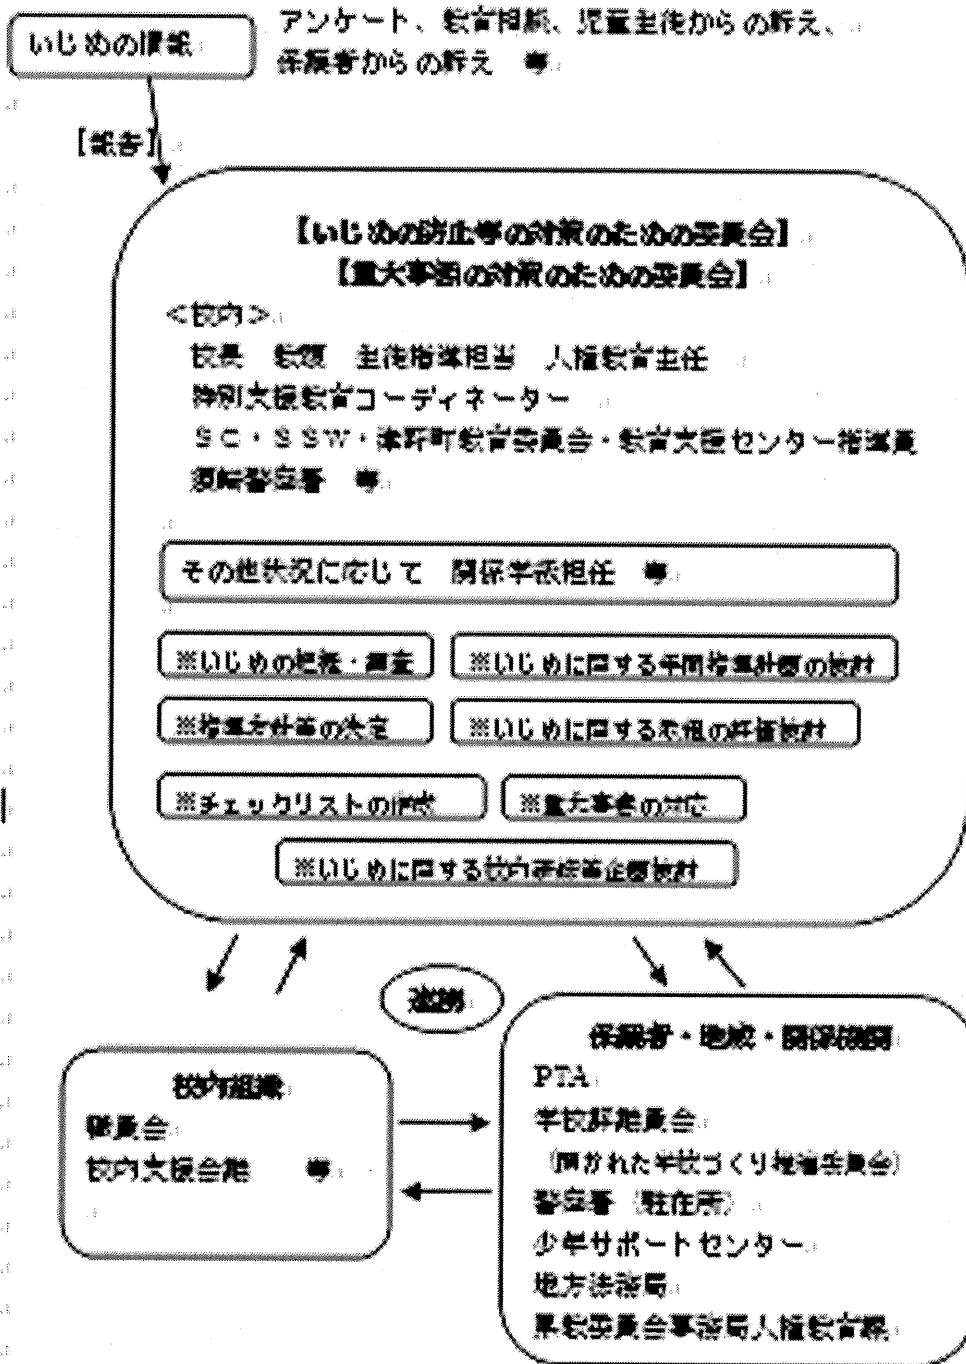 いじめの情報
アンケート、教育相談、児童生徒からの訴え、
保護者からの訴え 等
【報告】
【いじめの防止等の対策のための委員会】
【重大事態の対策のための委員会】
＜校内＞
校長 教頭 生徒指導担当 人権教育主任
特別支援教育コーディネーター
SC・SSW・津野町教育委員会・教育支援センター指導員
須崎警察署 等
その他状況に応じて 関係学級担任 等
※いじめの把握・調査
※いじめに関する年間指導計画の検討
※指導方針等の決定
※いじめに関する取組の評価検討
※チェックリストの作成
※重大事態の対応
※いじめに関する校内研修等企画検討
連携
校内組織
職員会
校内支援会 等
保護者・地域・関係機関
PTA
学校評議員会
(開かれた学校づくり推進委員会)
警察署（駐在所）
少年サポートセンター
地方法務局
県教委員会事務局人権教育課